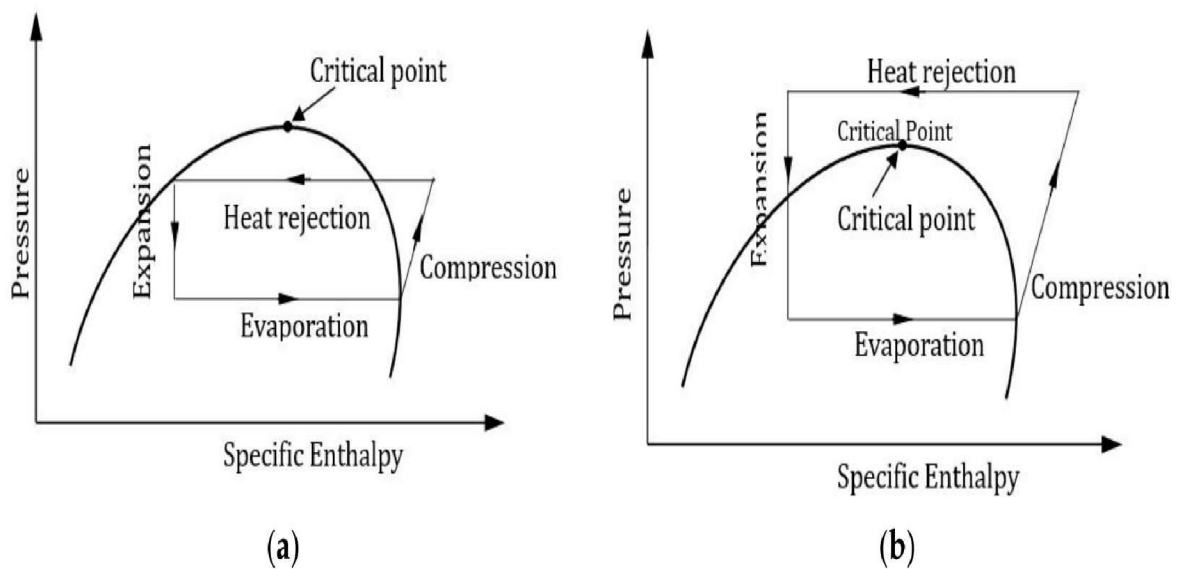 Critical point
Pressure
Expansion
Heat rejection
Compression
Evaporation
Specific Enthalpy
(a)
Heat rejection
Pressure
Expansion
Critical Point
Critical point
Compression
Evaporation
Specific Enthalpy
(b)